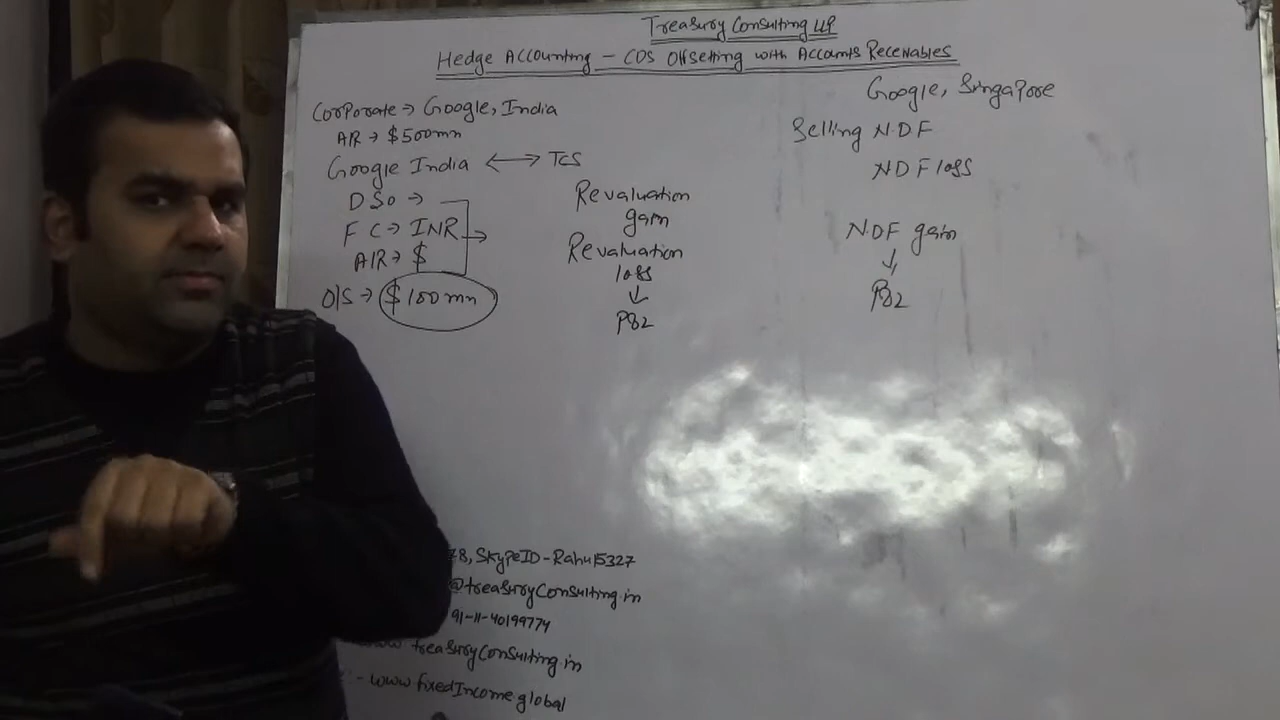 Treasury Consulting LLP
Hedge Accounting – CDS Offsetting with Accounts Receivables
Corporate → Google, India
AR → $500mn
Google India ↔ TCS
DSO →
FC → INR
AIR → $
O/S → $100mn
Revaluation
gain
Revaluation
loss
↓
P&L
Google, Singapore
Selling NDF
NDF loss
NDF gain
↓
P&L
78, SkypeID-Rahul5327
@treasuryConsulting.in
91-11-40199774
www treasuryConsulting.in
:- www.fixedIncome.global